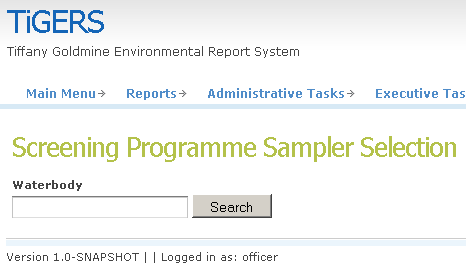 TiGERS
Tiffany Goldmine Environmental Report System
Main Menu Reports Administrative Tasks Executive Tas
Screening Programme Sampler Selection
Waterbody
Search
Version 1.0-SNAPSHOT | | Logged in as: officer